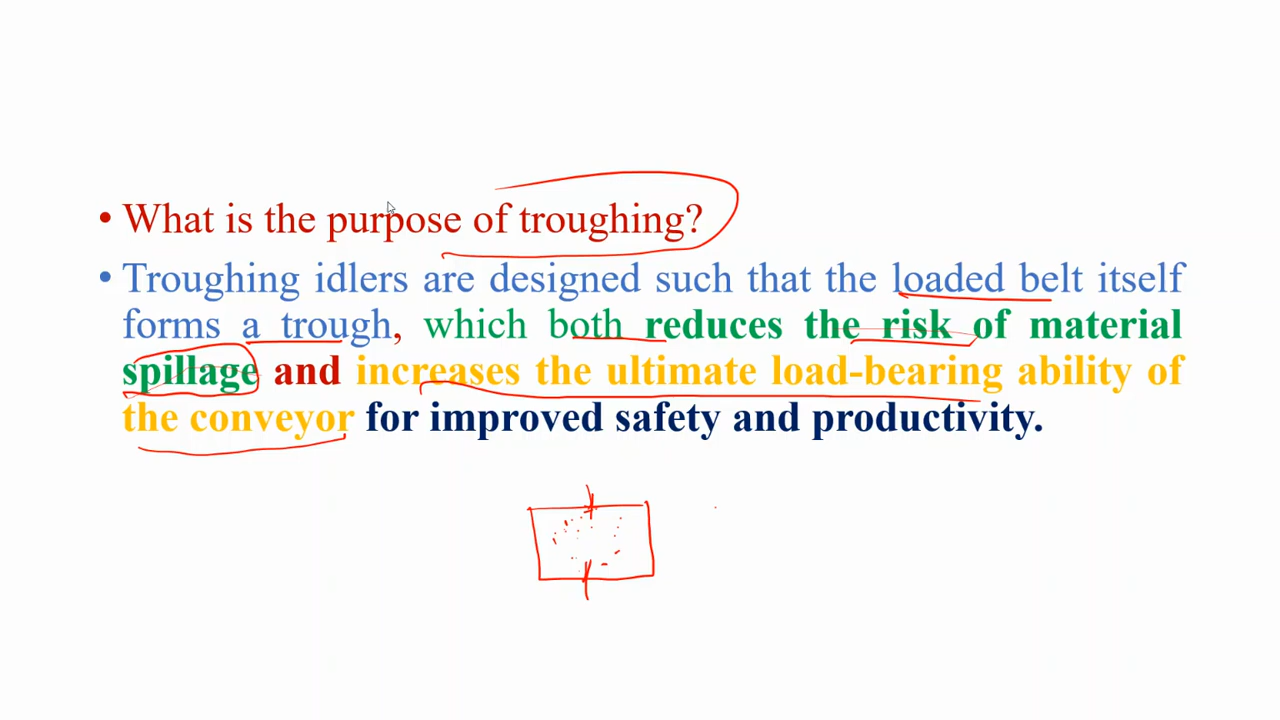 • What is the purpose of troughing?
• Troughing idlers are designed such that the loaded belt itself
forms a trough, which both reduces the risk of material
spillage and increases the ultimate load-bearing ability of
the conveyor for improved safety and productivity.